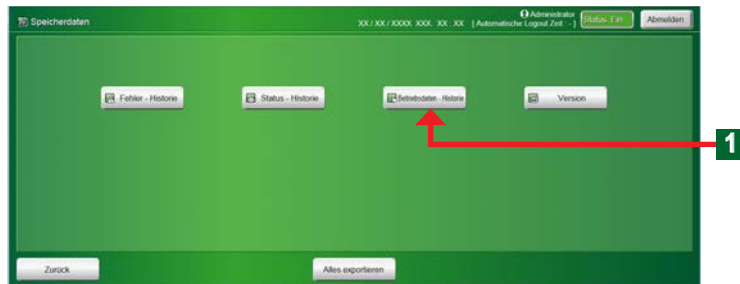 Speicherdaten
XX / XX / XXXX XXX XX : XX [ Automatische Logout Zeit : - ]
Administrator
Status Ein
Abmelden
Fehler - Historie
Status - Historie
Betriebsdaten - Historie
Version
1
Zurück
Alles exportieren